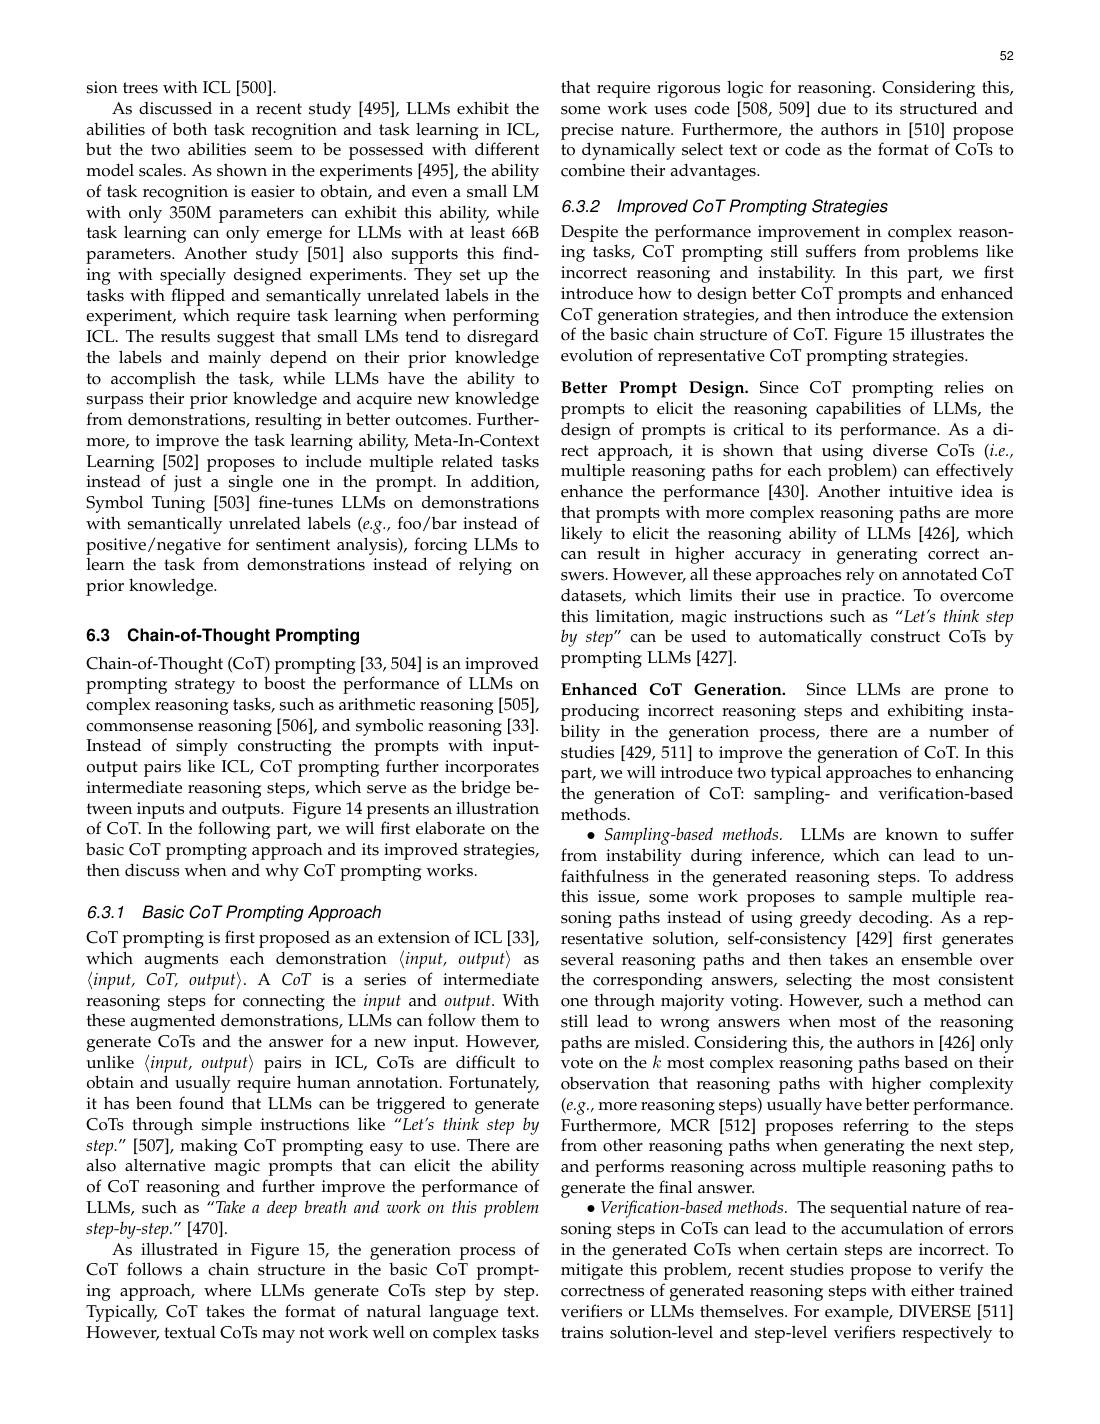 52
sion trees with ICL [500].
As discussed in a recent study [495], LLMs exhibit the
abilities of both task recognition and task learning in ICL,
but the two abilities seem to be possessed with different
model scales. As shown in the experiments [495], the ability
of task recognition is easier to obtain, and even a small LM
with only 350M parameters can exhibit this ability, while
task learning can only emerge for LLMs with at least 66B
parameters. Another study [501] also supports this find-
ing with specially designed experiments. They set up the
tasks with flipped and semantically unrelated labels in the
experiment, which require task learning when performing
ICL. The results suggest that small LMs tend to disregard
the labels and mainly depend on their prior knowledge
to accomplish the task, while LLMs have the ability to
surpass their prior knowledge and acquire new knowledge
from demonstrations, resulting in better outcomes. Further-
more, to improve the task learning ability, Meta-In-Context
Learning [502] proposes to include multiple related tasks
instead of just a single one in the prompt. In addition,
Symbol Tuning [503] fine-tunes LLMs on demonstrations
with semantically unrelated labels (e.g., foo/bar instead of
positive/negative for sentiment analysis), forcing LLMs to
learn the task from demonstrations instead of relying on
prior knowledge.
6.3 Chain-of-Thought Prompting
Chain-of-Thought (CoT) prompting [33, 504] is an improved
prompting strategy to boost the performance of LLMs on
complex reasoning tasks, such as arithmetic reasoning [505],
commonsense reasoning [506], and symbolic reasoning [33].
Instead of simply constructing the prompts with input-
output pairs like ICL, CoT prompting further incorporates
intermediate reasoning steps, which serve as the bridge be-
tween inputs and outputs. Figure 14 presents an illustration
of CoT. In the following part, we will first elaborate on the
basic CoT prompting approach and its improved strategies,
then discuss when and why CoT prompting works.
6.3.1 Basic CoT Prompting Approach
CoT prompting is first proposed as an extension of ICL [33],
which augments each demonstration ⟨input, output⟩ as
⟨input, CoT, output⟩. A CoT is a series of intermediate
reasoning steps for connecting the input and output. With
these augmented demonstrations, LLMs can follow them to
generate CoTs and the answer for a new input. However,
unlike ⟨input, output⟩ pairs in ICL, CoTs are difficult to
obtain and usually require human annotation. Fortunately,
it has been found that LLMs can be triggered to generate
CoTs through simple instructions like “Let’s think step by
step.” [507], making CoT prompting easy to use. There are
also alternative magic prompts that can elicit the ability
of CoT reasoning and further improve the performance of
LLMs, such as “Take a deep breath and work on this problem
step-by-step.” [470].
As illustrated in Figure 15, the generation process of
CoT follows a chain structure in the basic CoT prompt-
ing approach, where LLMs generate CoTs step by step.
Typically, CoT takes the format of natural language text.
However, textual CoTs may not work well on complex tasks
that require rigorous logic for reasoning. Considering this,
some work uses code [508, 509] due to its structured and
precise nature. Furthermore, the authors in [510] propose
to dynamically select text or code as the format of CoTs to
combine their advantages.
6.3.2 Improved CoT Prompting Strategies
Despite the performance improvement in complex reason-
ing tasks, CoT prompting still suffers from problems like
incorrect reasoning and instability. In this part, we first
introduce how to design better CoT prompts and enhanced
CoT generation strategies, and then introduce the extension
of the basic chain structure of CoT. Figure 15 illustrates the
evolution of representative CoT prompting strategies.
Better Prompt Design. Since CoT prompting relies on
prompts to elicit the reasoning capabilities of LLMs, the
design of prompts is critical to its performance. As a di-
rect approach, it is shown that using diverse CoTs (i.e.,
multiple reasoning paths for each problem) can effectively
enhance the performance [430]. Another intuitive idea is
that prompts with more complex reasoning paths are more
likely to elicit the reasoning ability of LLMs [426], which
can result in higher accuracy in generating correct an-
swers. However, all these approaches rely on annotated CoT
datasets, which limits their use in practice. To overcome
this limitation, magic instructions such as “Let’s think step
by step” can be used to automatically construct CoTs by
prompting LLMs [427].
Enhanced CoT Generation. Since LLMs are prone to
producing incorrect reasoning steps and exhibiting insta-
bility in the generation process, there are a number of
studies [429, 511] to improve the generation of CoT. In this
part, we will introduce two typical approaches to enhancing
the generation of CoT: sampling- and verification-based
methods.
• Sampling-based methods. LLMs are known to suffer
from instability during inference, which can lead to un-
faithfulness in the generated reasoning steps. To address
this issue, some work proposes to sample multiple rea-
soning paths instead of using greedy decoding. As a rep-
resentative solution, self-consistency [429] first generates
several reasoning paths and then takes an ensemble over
the corresponding answers, selecting the most consistent
one through majority voting. However, such a method can
still lead to wrong answers when most of the reasoning
paths are misled. Considering this, the authors in [426] only
vote on the k most complex reasoning paths based on their
observation that reasoning paths with higher complexity
(e.g., more reasoning steps) usually have better performance.
Furthermore, MCR [512] proposes referring to the steps
from other reasoning paths when generating the next step,
and performs reasoning across multiple reasoning paths to
generate the final answer.
• Verification-based methods. The sequential nature of rea-
soning steps in CoTs can lead to the accumulation of errors
in the generated CoTs when certain steps are incorrect. To
mitigate this problem, recent studies propose to verify the
correctness of generated reasoning steps with either trained
verifiers or LLMs themselves. For example, DIVERSE [511]
trains solution-level and step-level verifiers respectively to